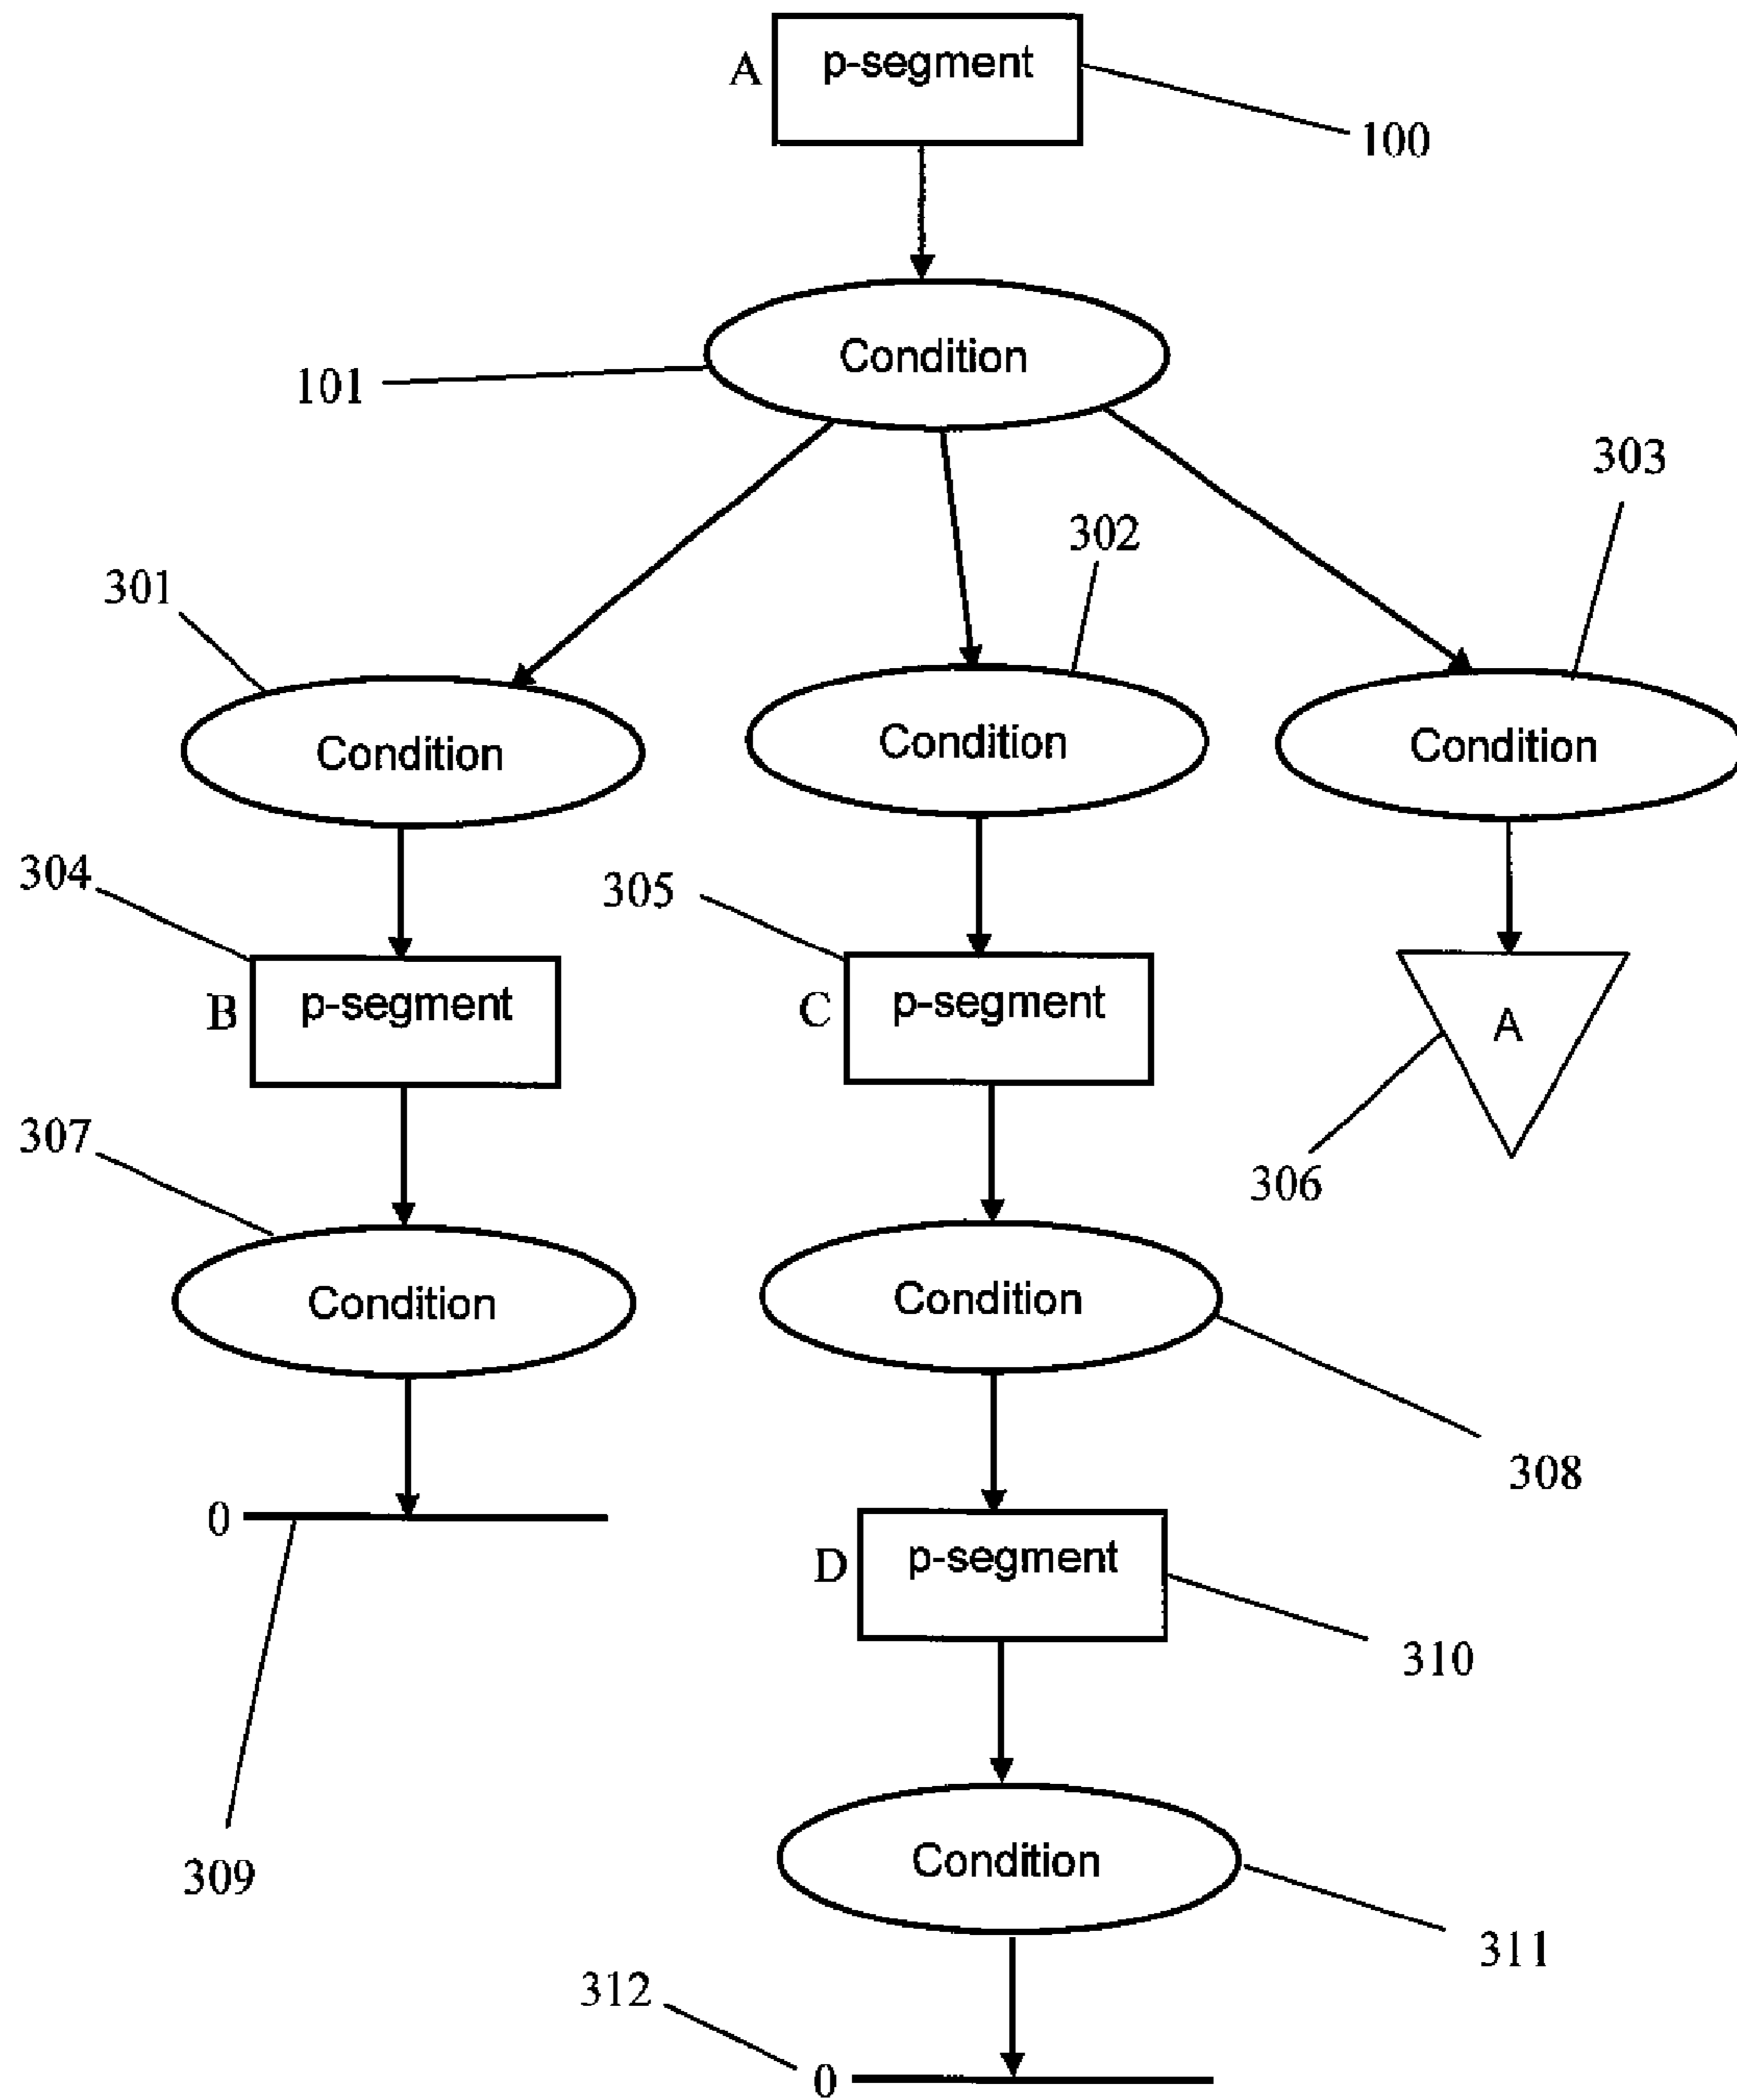 A p-segment
100
Condition
101
303
302
301
Condition
Condition
Condition
304
305
B p-segment
C p-segment
A
307
306
Condition
Condition
308
0
D p-segment
310
309
Condition
311
312
0